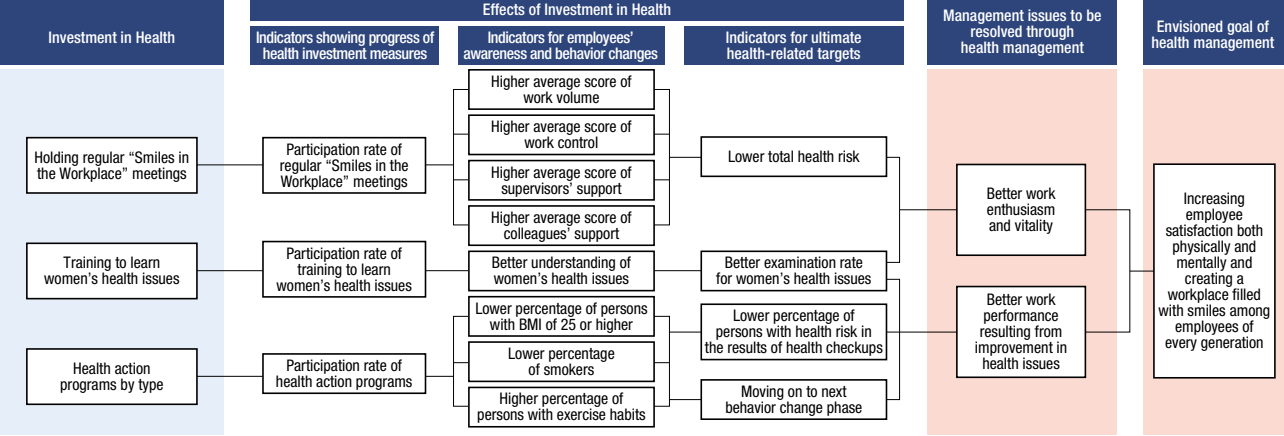 Investment in Health
Effects of Investment in Health
Indicators showing progress of
health investment measures
Indicators for employees’
awareness and behavior changes
Indicators for ultimate
health-related targets
Management issues to be
resolved through
health management
Envisioned goal of
health management
Holding regular “Smiles in
the Workplace” meetings
Participation rate of
regular “Smiles in the
Workplace” meetings
Higher average score of
work volume
Higher average score of
work control
Higher average score of
supervisors’ support
Higher average score of
colleagues’ support
Lower total health risk
Training to learn
women’s health issues
Participation rate of
training to learn
women’s health issues
Better understanding of
women’s health issues
Better examination rate
for women’s health issues
Health action
programs by type
Participation rate of
health action programs
Lower percentage of persons
with BMI of 25 or higher
Lower percentage
of smokers
Higher percentage of
persons with exercise habits
Lower percentage of
persons with health risk in
the results of health checkups
Moving on to next
behavior change phase
Better work
enthusiasm
and vitality
Better work
performance
resulting from
improvement in
health issues
Increasing
employee
satisfaction both
physically and
mentally and
creating a
workplace filled
with smiles among
employees of
every generation